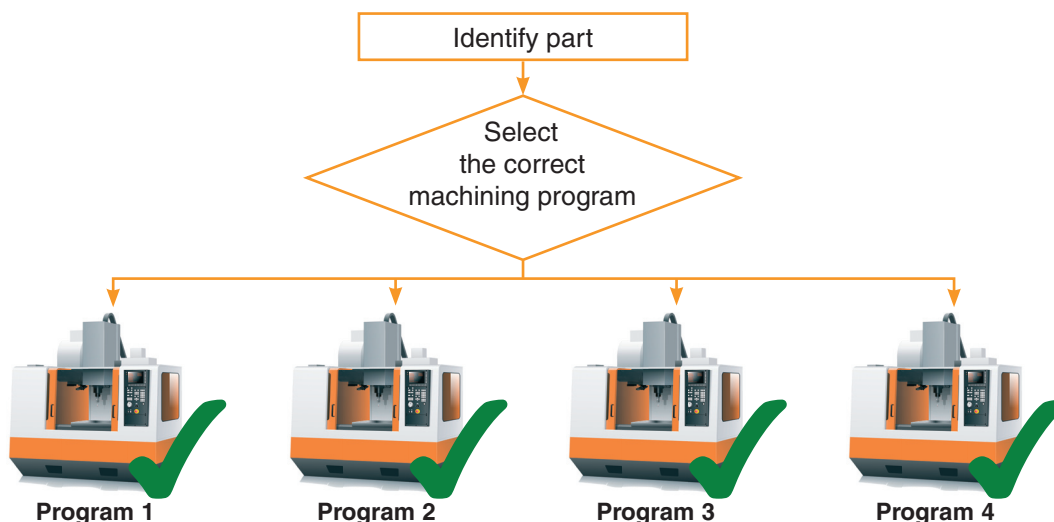 Identify part
Select
the correct
machining program
Program 1
Program 2
Program 3
Program 4